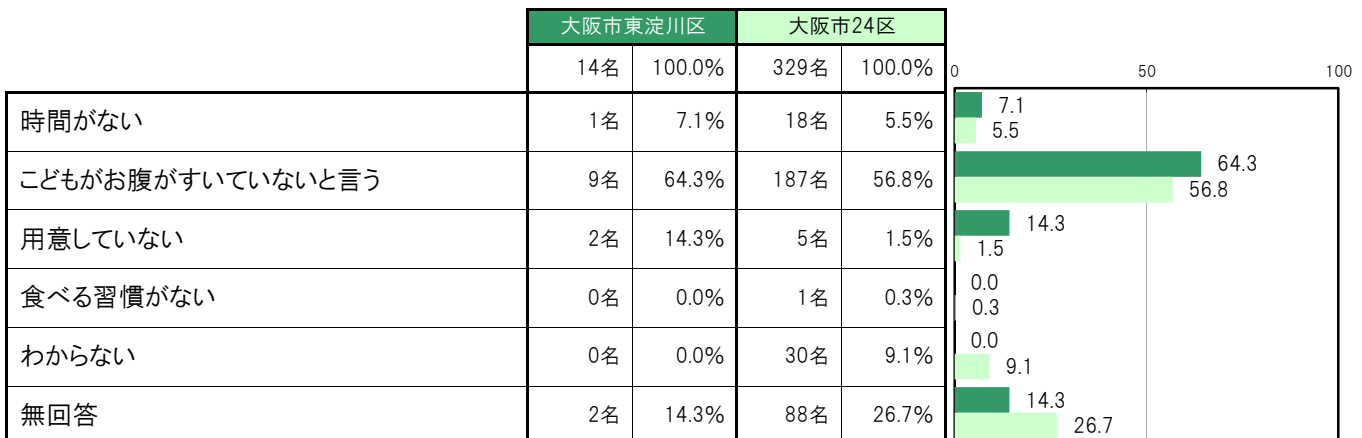 大阪市東淀川区 大阪市24区
14名 100.0% 329名 100.0% 0 50 100
時間がない 1名 7.1% 18名 5.5% 7.1
5.5
こどもがお腹がすいていないと言う 9名 64.3% 187名 56.8% 64.3
56.8
用意していない 2名 14.3% 5名 1.5% 14.3
1.5
食べる習慣がない 0名 0.0% 1名 0.3% 0.0
0.3
わからない 0名 0.0% 30名 9.1% 0.0
9.1
無回答 2名 14.3% 88名 26.7% 14.3
26.7